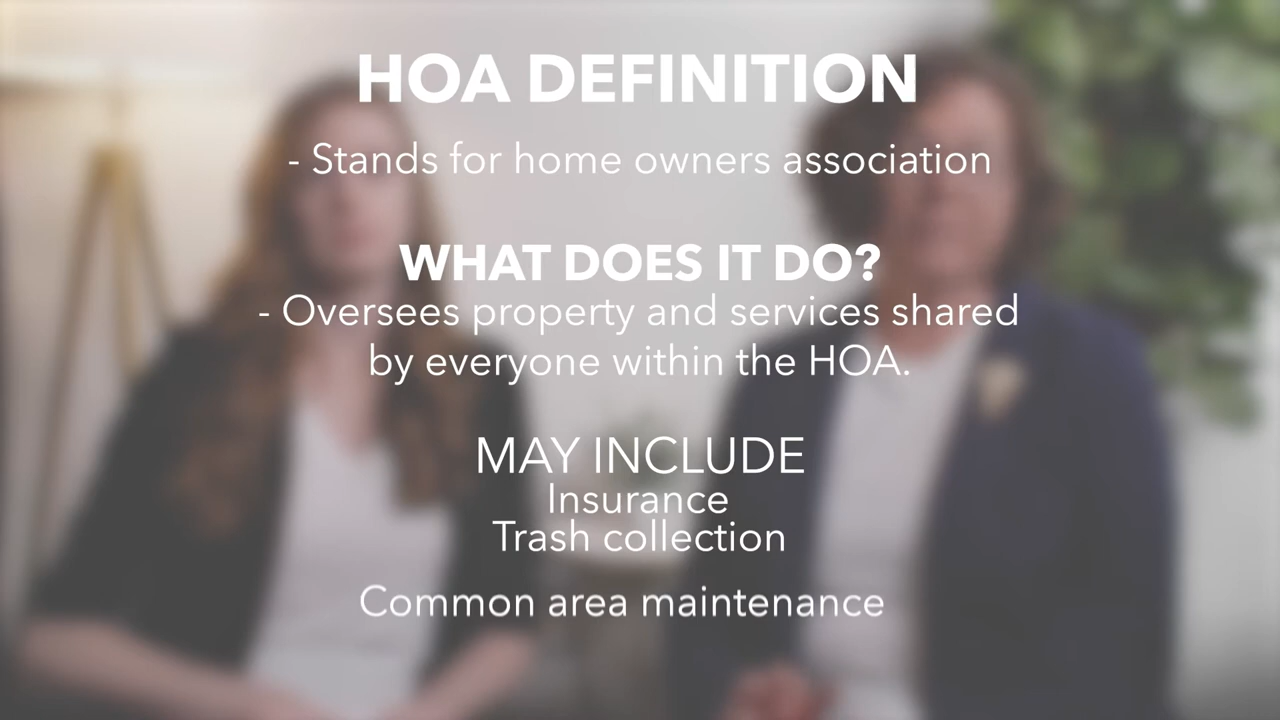 HOA DEFINITION
- Stands for home owners association
WHAT DOES IT DO?
- Oversees property and services shared
by everyone within the HOA.
MAY INCLUDE
Insurance
Trash collection
Common area maintenance